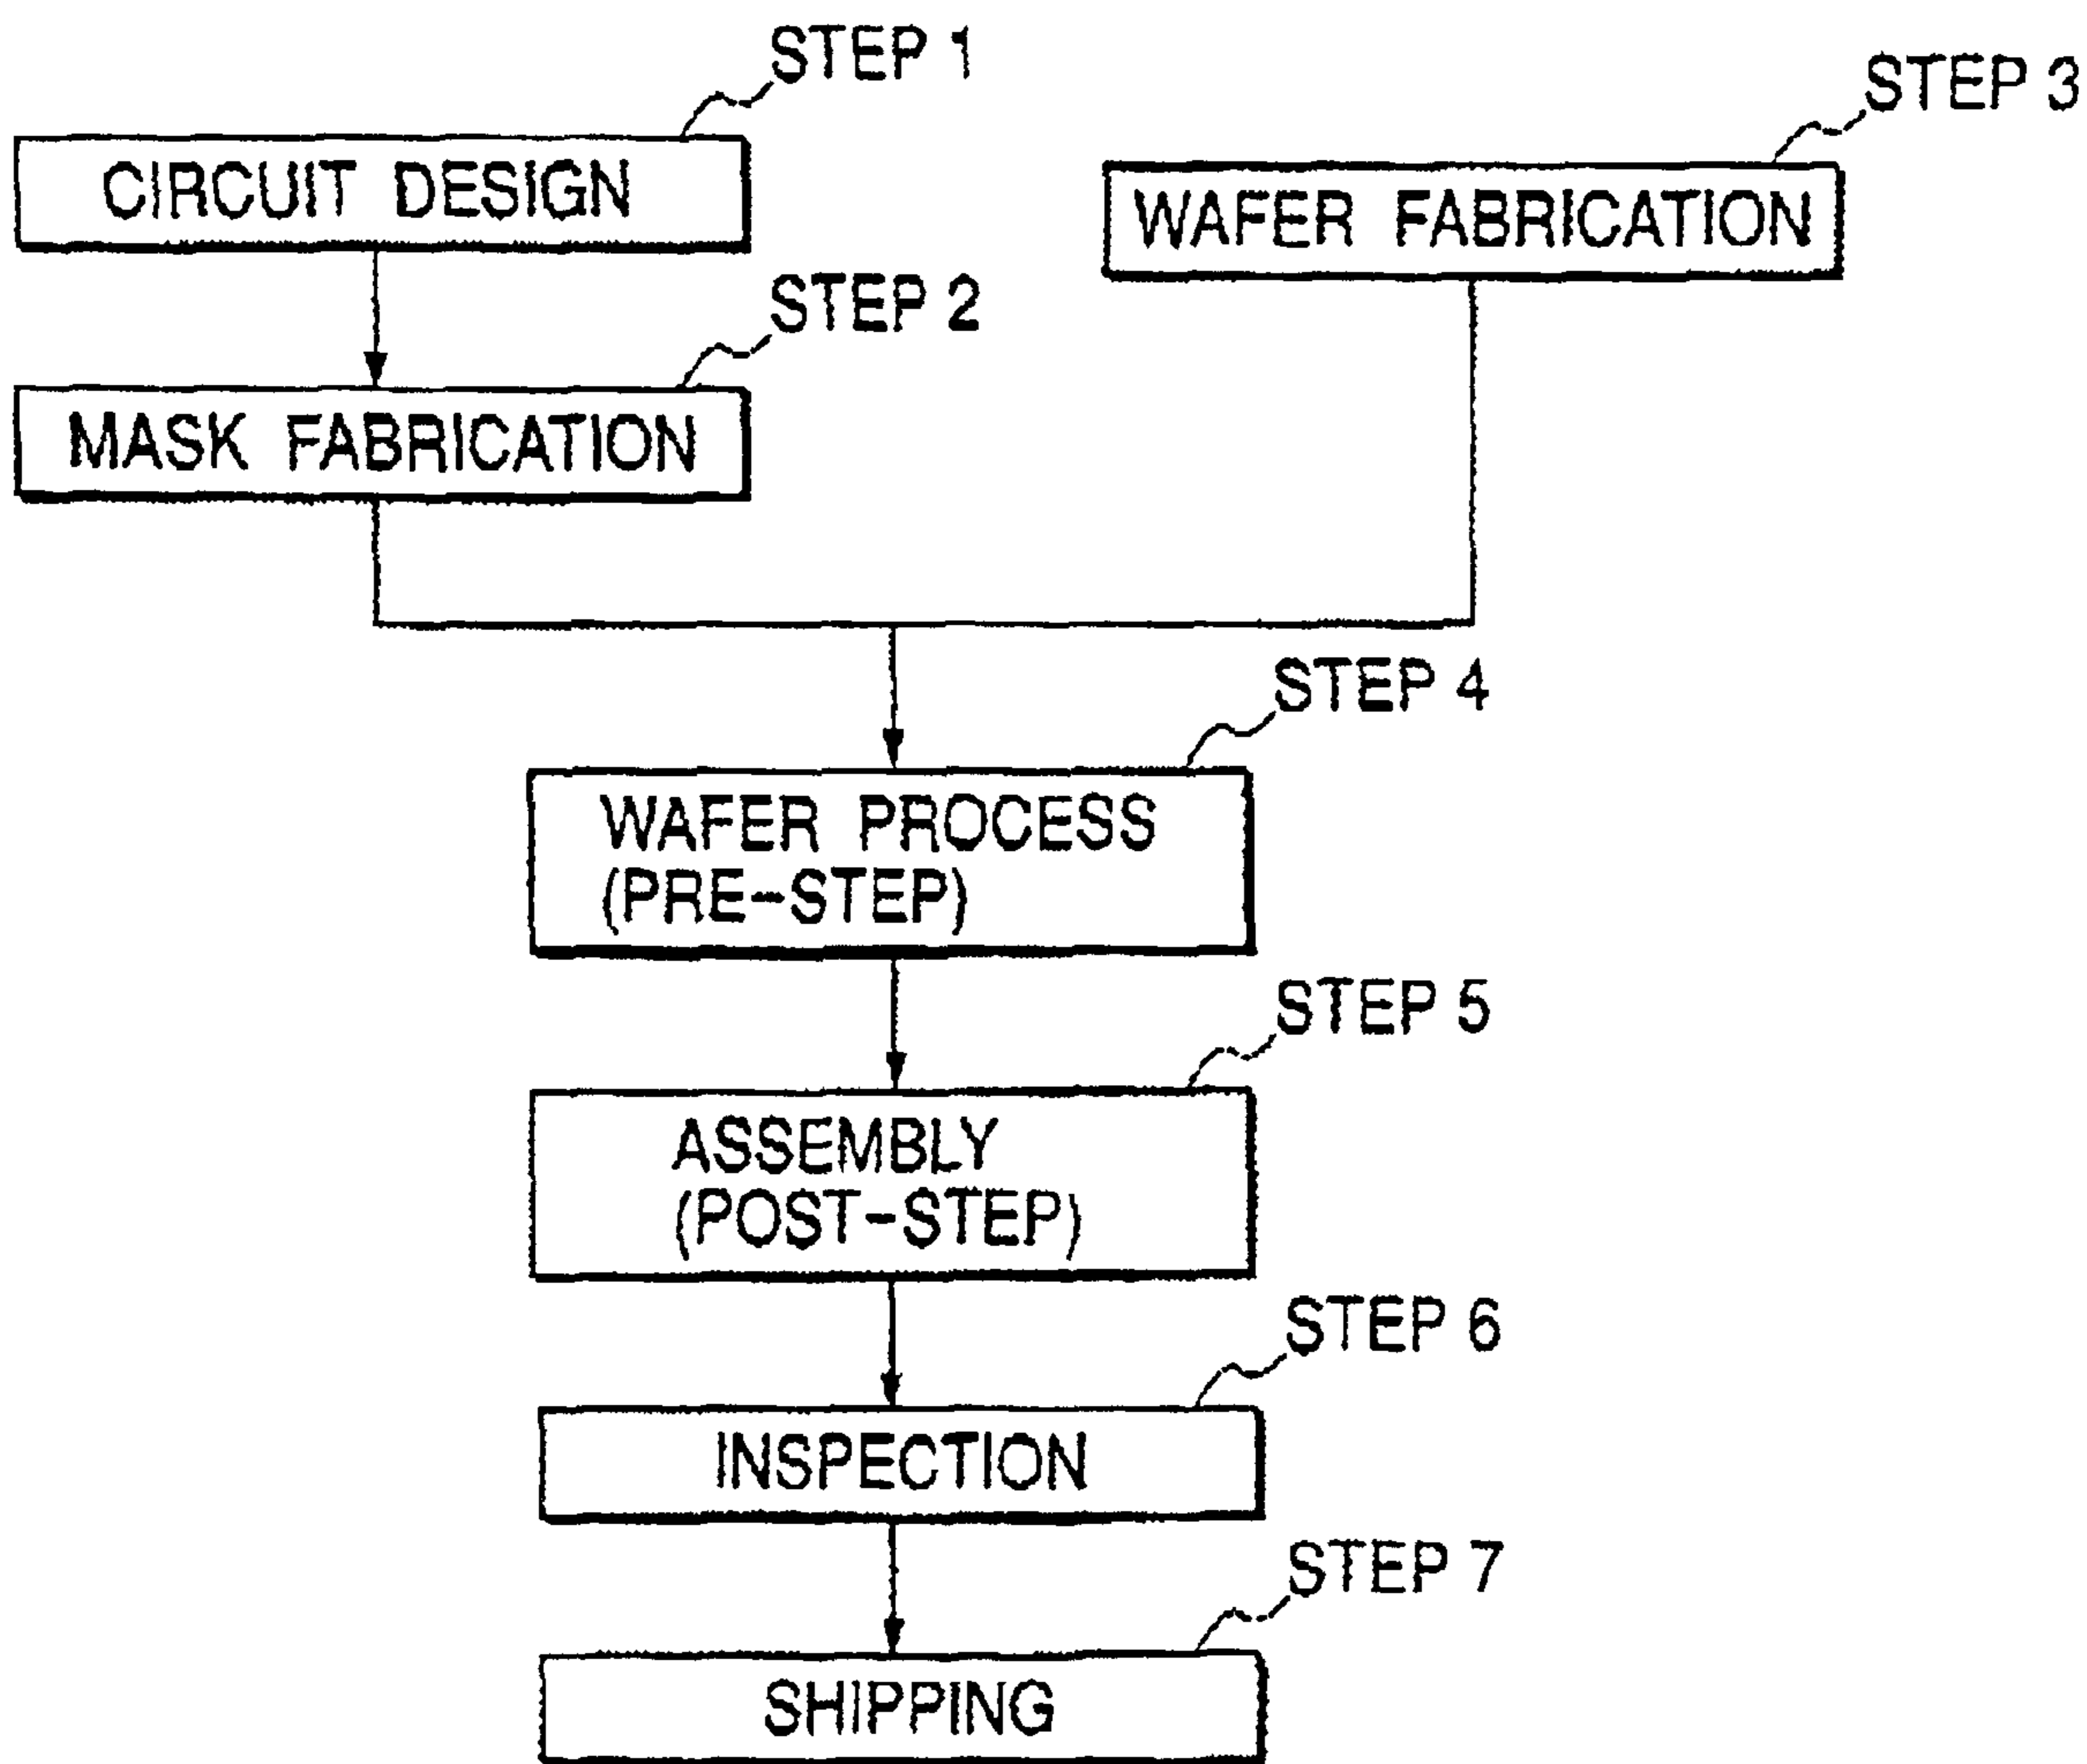 STEP 1
CIRCUIT DESIGN
STEP 2
MASK FABRICATION
STEP 3
WAFER FABRICATION
STEP 4
WAFER PROCESS
(PRE-STEP)
STEP 5
ASSEMBLY
(POST-STEP)
STEP 6
INSPECTION
STEP 7
SHIPPING